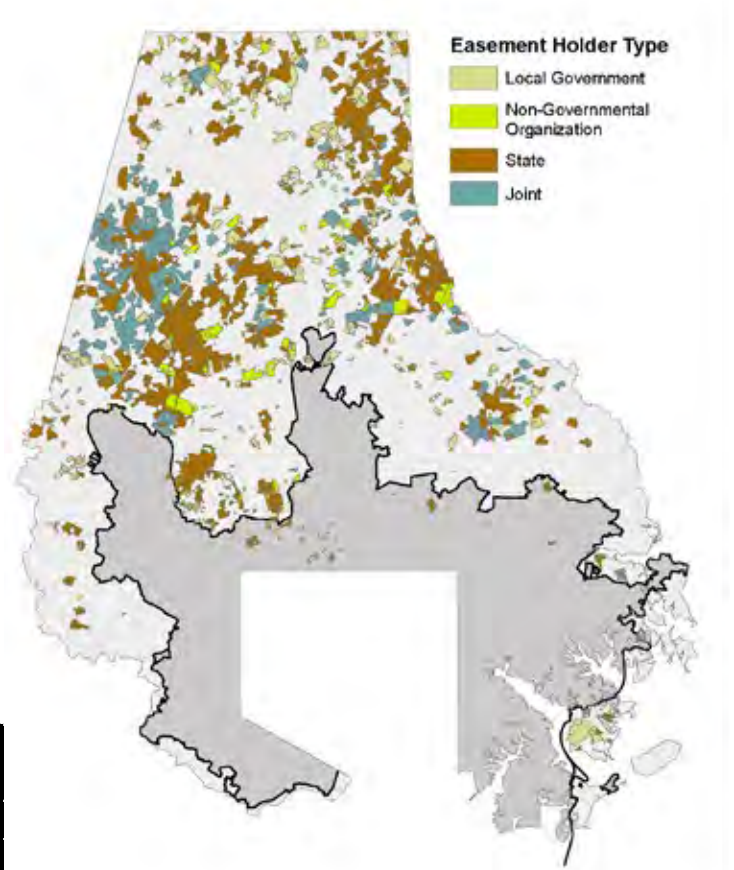 Easement Holder Type
Local Government
Non-Governmental
Organization
State
Joint